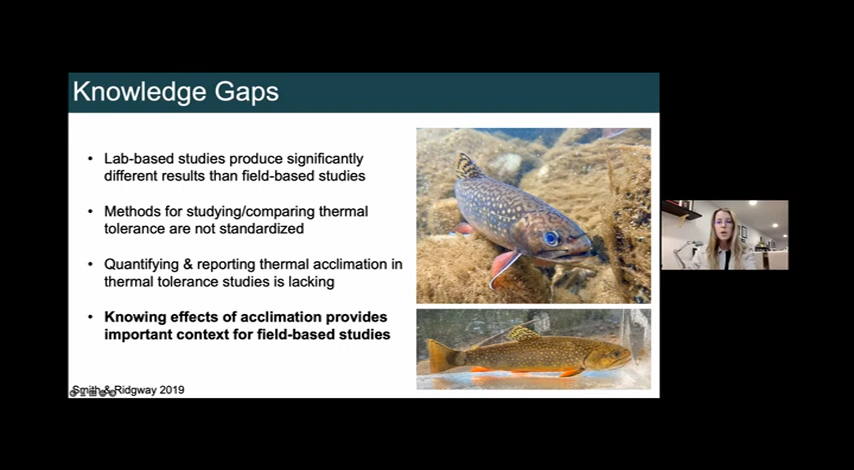 Knowledge Gaps
• Lab-based studies produce significantly
different results than field-based studies
• Methods for studying/comparing thermal
tolerance are not standardized
• Quantifying & reporting thermal acclimation in
thermal tolerance studies is lacking
• Knowing effects of acclimation provides
important context for field-based studies
Smith & Ridgway 2019